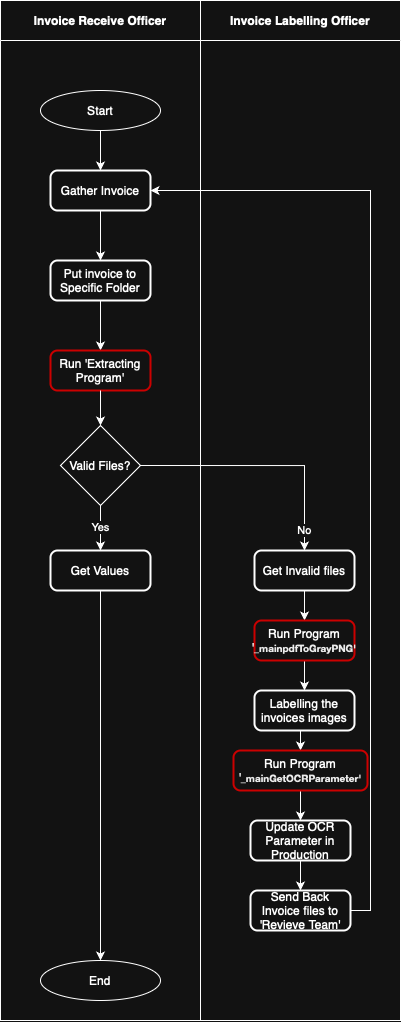 Invoice Receive Officer
Invoice Labelling Officer
Start
Gather Invoice
Put invoice to
Specific Folder
Run 'Extracting
Program'
Valid Files?
Yes
No
Get Values
Get Invalid files
Run Program
'_mainpdfToGrayPNG'
Labelling the
invoices images
Run Program
'_mainGetOCRParameter'
Update OCR
Parameter in
Production
Send Back
Invoice files to
'Revieve Team'
End